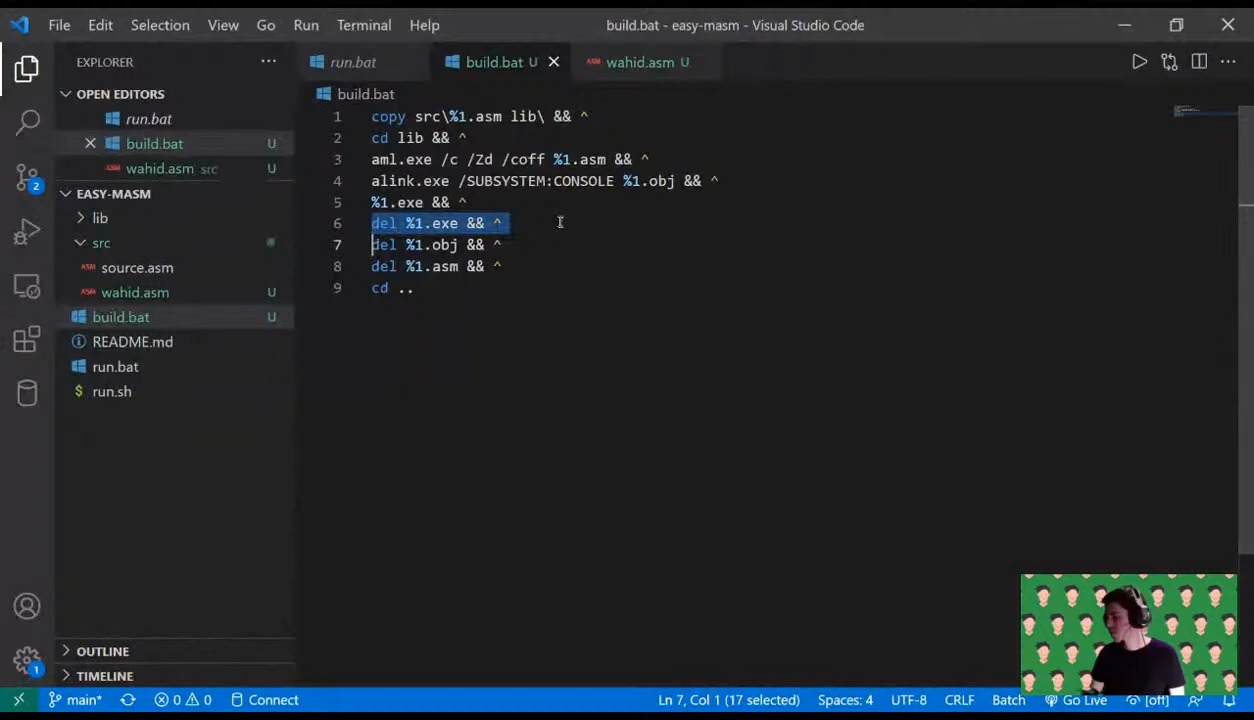 File Edit Selection View Go Run Terminal Help
build.bat - easy-masm - Visual Studio Code
EXPLORER
OPEN EDITORS
run.bat
build.bat U
wahid.asm src U
EASY-MASM
lib
src
source.asm
wahid.asm U
build.bat U
README.md
run.bat
run.sh
OUTLINE
TIMELINE
2
1
run.bat
build.bat U
wahid.asm U
build.bat
1 copy src\%1.asm lib\ && ^
2 cd lib && ^
3 aml.exe /c /Zd /coff %1.asm && ^
4 alink.exe /SUBSYSTEM:CONSOLE %1.obj && ^
5 %1.exe && ^
6 del %1.exe && ^
7 del %1.obj && ^
8 del %1.asm && ^
9 cd ..
main* 0 0 Connect
Ln 7, Col 1 (17 selected) Spaces: 4 UTF-8 CRLF Batch Go Live [off]